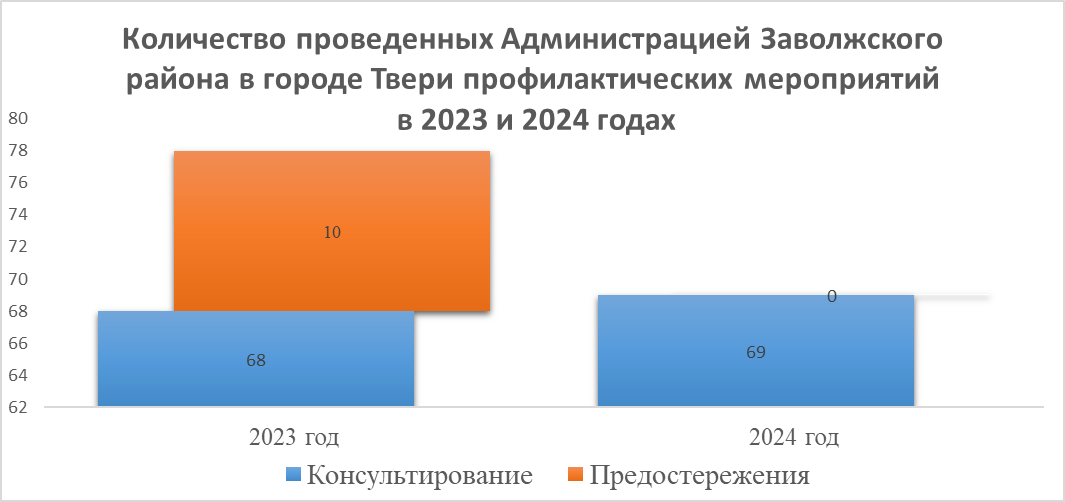 Количество проведенных Администрацией Заволжского
района в городе Твери профилактических мероприятий
в 2023 и 2024 годах
80
78
76
74
72
70
68
66
64
62
10
68
0
69
2023 год
2024 год
Консультирование
Предостережения